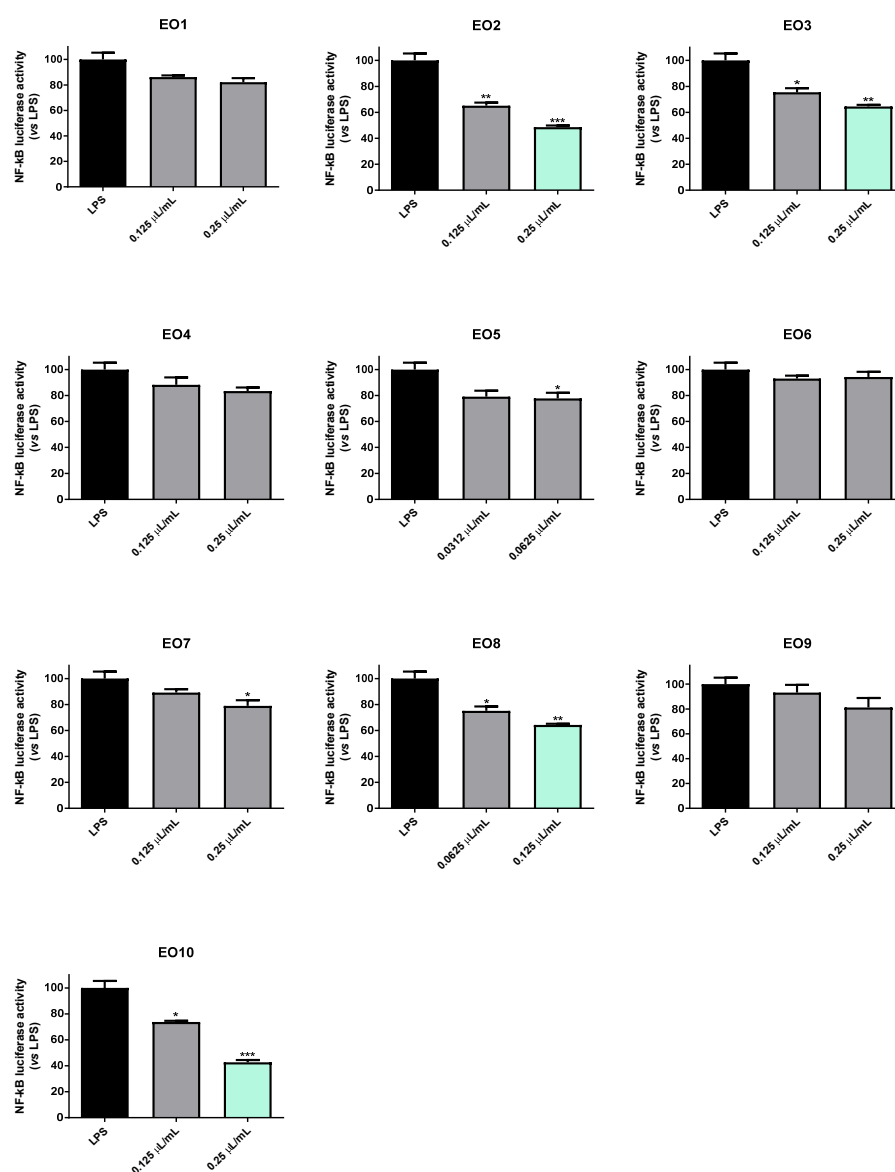 EO1
NF-kB luciferase activity
(vs LPS)
100
80
60
40
20
0
LPS
0.125 µL/mL
0.25 µL/mL
EO2
**
***
NF-kB luciferase activity
(vs LPS)
100
80
60
40
20
0
LPS
0.125 µL/mL
0.25 µL/mL
EO3
*
**
NF-kB luciferase activity
(vs LPS)
100
80
60
40
20
0
LPS
0.125 µL/mL
0.25 µL/mL
EO4
NF-kB luciferase activity
(vs LPS)
100
80
60
40
20
0
LPS
0.125 µL/mL
0.25 µL/mL
EO5
*
NF-kB luciferase activity
(vs LPS)
100
80
60
40
20
0
LPS
0.0312 µL/mL
0.0625 µL/mL
EO6
NF-kB luciferase activity
(vs LPS)
100
80
60
40
20
0
LPS
0.125 µL/mL
0.25 µL/mL
EO7
*
NF-kB luciferase activity
(vs LPS)
100
80
60
40
20
0
LPS
0.125 µL/mL
0.25 µL/mL
EO8
*
**
NF-kB luciferase activity
(vs LPS)
100
80
60
40
20
0
LPS
0.0625 µL/mL
0.125 µL/mL
EO9
NF-kB luciferase activity
(vs LPS)
100
80
60
40
20
0
LPS
0.125 µL/mL
0.25 µL/mL
EO10
*
***
NF-kB luciferase activity
(vs LPS)
100
80
60
40
20
0
LPS
0.125 µL/mL
0.25 µL/mL